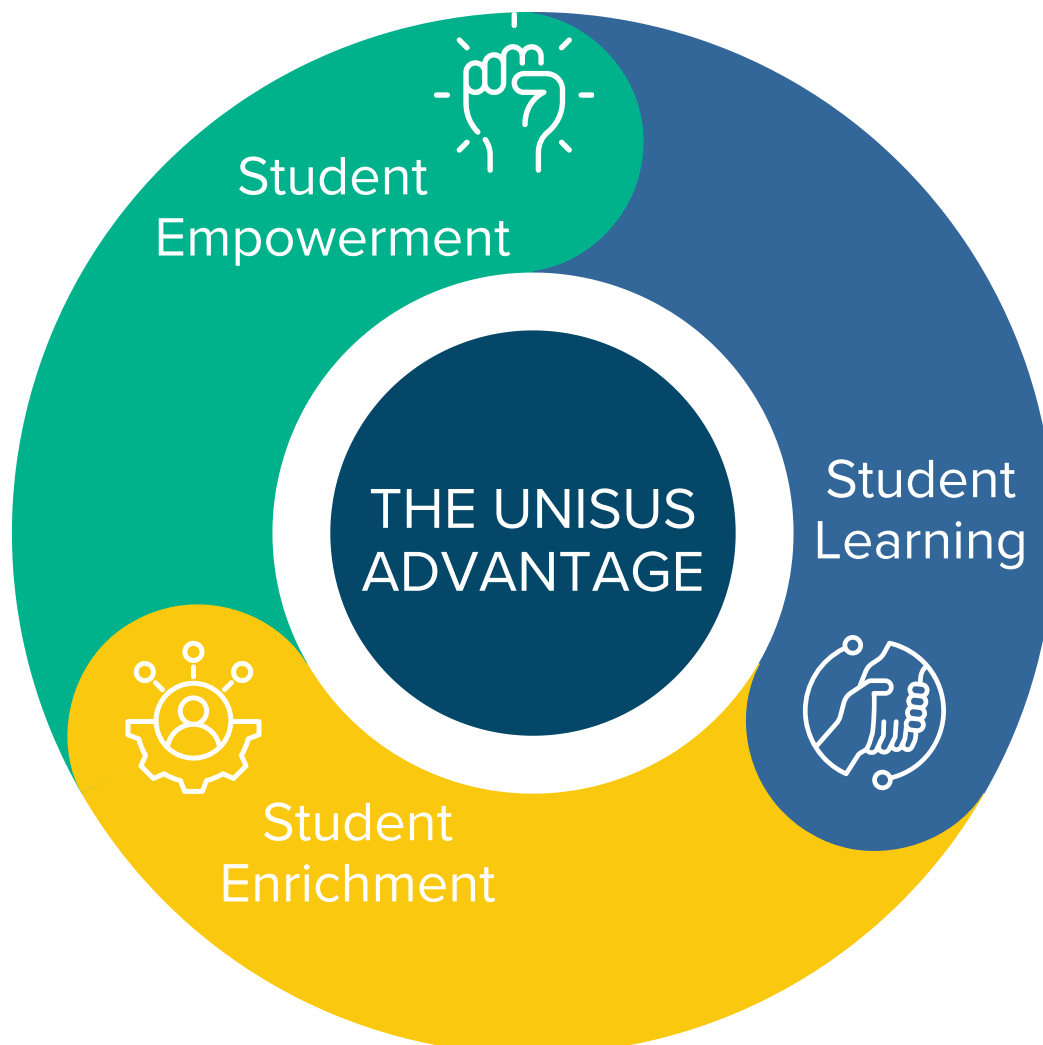 Student
Empowerment
THE UNISUS
ADVANTAGE
Student
Learning
Student
Enrichment